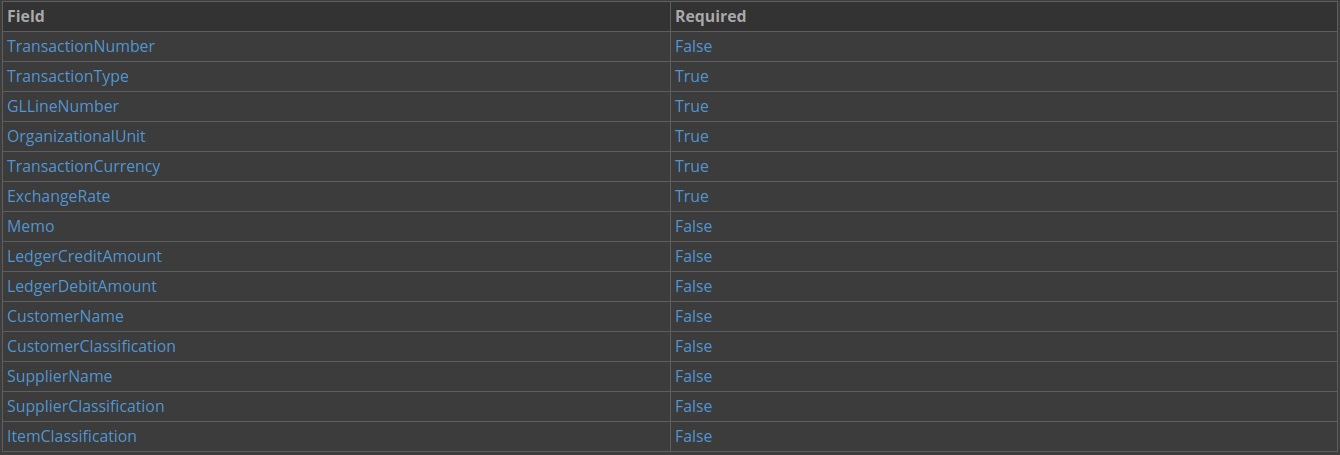 Field Required
TransactionNumber False
TransactionType True
GLLineNumber True
OrganizationalUnit True
TransactionCurrency True
ExchangeRate True
Memo False
LedgerCreditAmount False
LedgerDebitAmount False
CustomerName False
CustomerClassification False
SupplierName False
SupplierClassification False
ItemClassification False